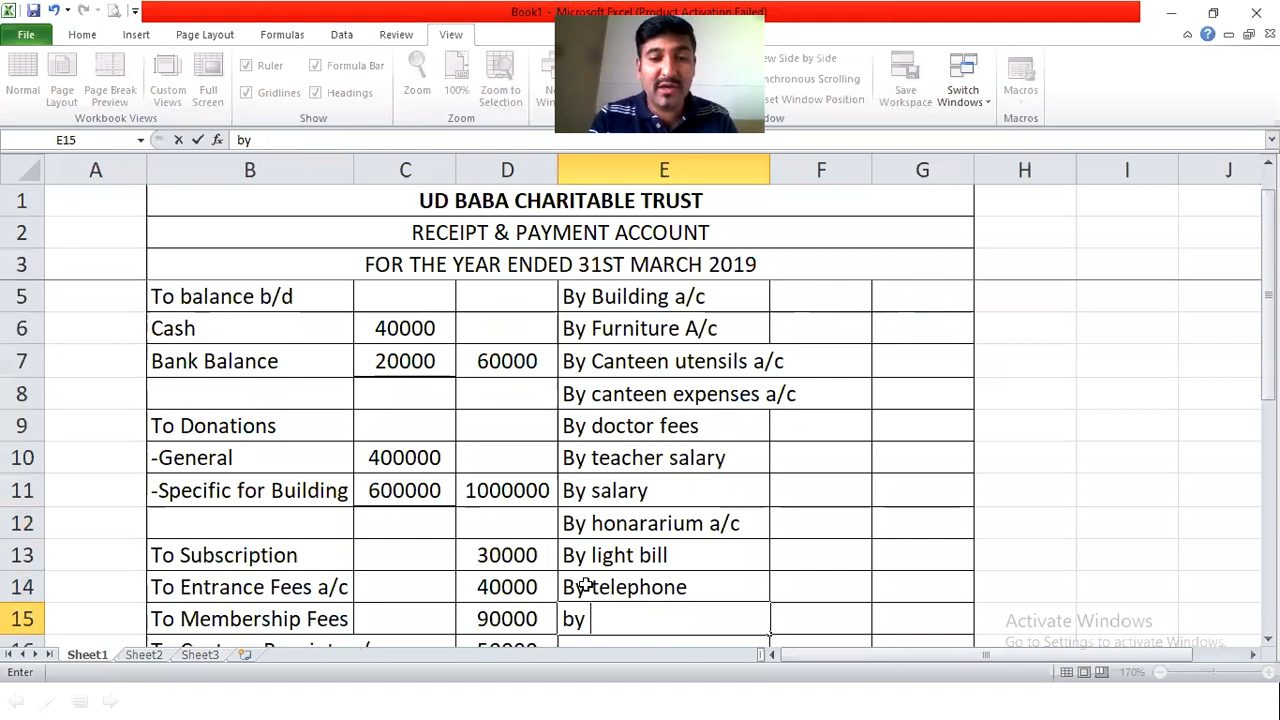 Book1 - Microsoft Excel (Product Activation Failed)
File Home Insert Page Layout Formulas Data Review View
Normal Page Layout Page Break Preview Custom Views Full Screen
Workbook Views
Ruler Formula Bar
Gridlines Headings
Show
Zoom 100% Zoom to Selection
Zoom
Side by Side
Synchronous Scrolling
Window Position
Save Workspace Switch Windows
Macros
Macros
E15 fx by
A B C D E F G H I J
1 UD BABA CHARITABLE TRUST
2 RECEIPT & PAYMENT ACCOUNT
3 FOR THE YEAR ENDED 31ST MARCH 2019
5 To balance b/d By Building a/c
6 Cash 40000 By Furniture A/c
7 Bank Balance 20000 60000 By Canteen utensils a/c
8 By canteen expenses a/c
9 To Donations By doctor fees
10 -General 400000 By teacher salary
11 -Specific for Building 600000 1000000 By salary
12 By honararium a/c
13 To Subscription 30000 By light bill
14 To Entrance Fees a/c 40000 By telephone
15 To Membership Fees 90000 by
Activate Windows
Go to Settings to activate Windows.
Sheet1 Sheet2 Sheet3
Enter 170%